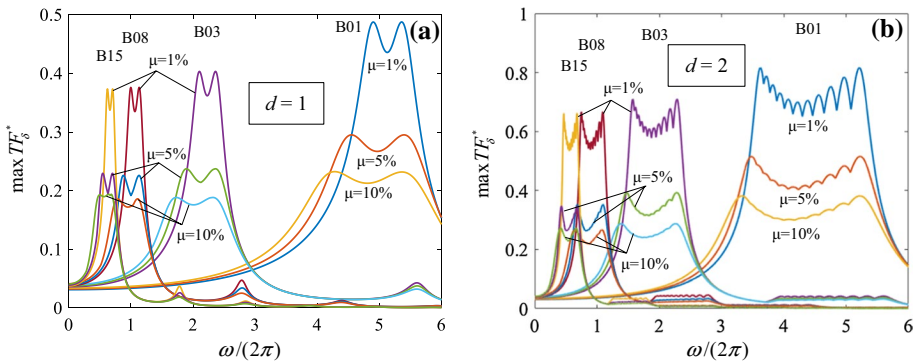 0.5
0.4
0.3
0.2
0.1
0
max TF_δ^*
B15
B08
B03
B01
(a)
μ=1%
μ=1%
d = 1
μ=5%
μ=5%
μ=10%
μ=10%
0 1 2 3 4 5 6
ω/(2π)
1
0.8
0.6
0.4
0.2
0
max TF_δ^*
B08
B15
B03
B01
(b)
d = 2
μ=1%
μ=1%
μ=5%
μ=5%
μ=10%
μ=10%
0 1 2 3 4 5 6
ω/(2π)